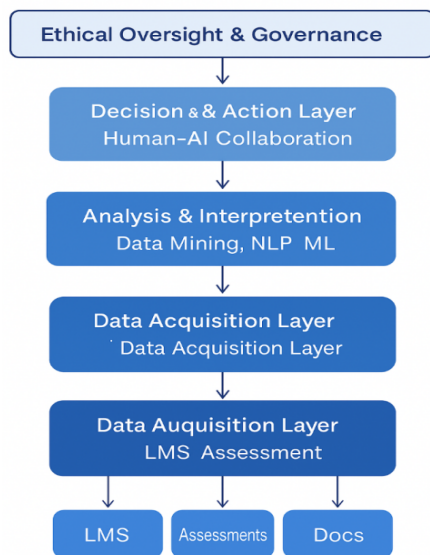 Ethical Oversight & Governance
Decision & & Action Layer
Human-AI Collaboration
Analysis & Interpretention
Data Mining, NLP ML
Data Acquisition Layer
Data Acquisition Layer
Data Auquisition Layer
LMS Assessment
LMS
Assessments
Docs